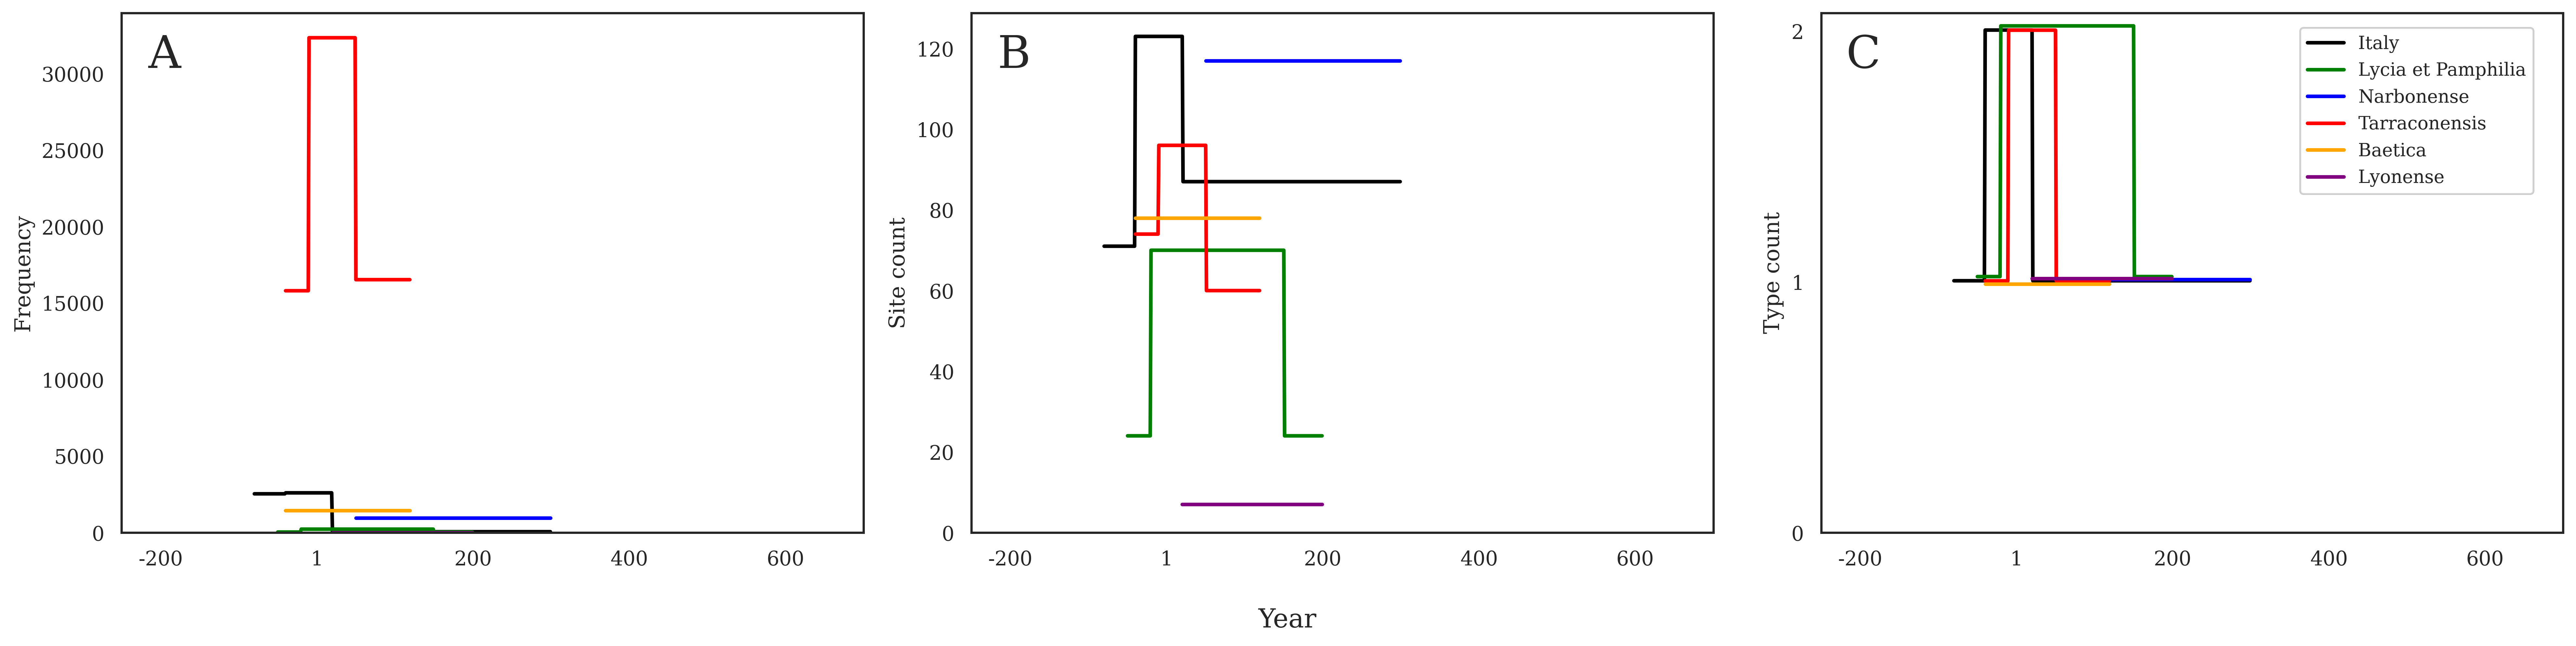 A
Frequency
30000
25000
20000
15000
10000
5000
0
-200 1 200 400 600
B
Site count
120
100
80
60
40
20
0
-200 1 200 400 600
C
Type count
2
1
0
-200 1 200 400 600
Italy
Lycia et Pamphilia
Narbonense
Tarraconensis
Baetica
Lyonense
Year